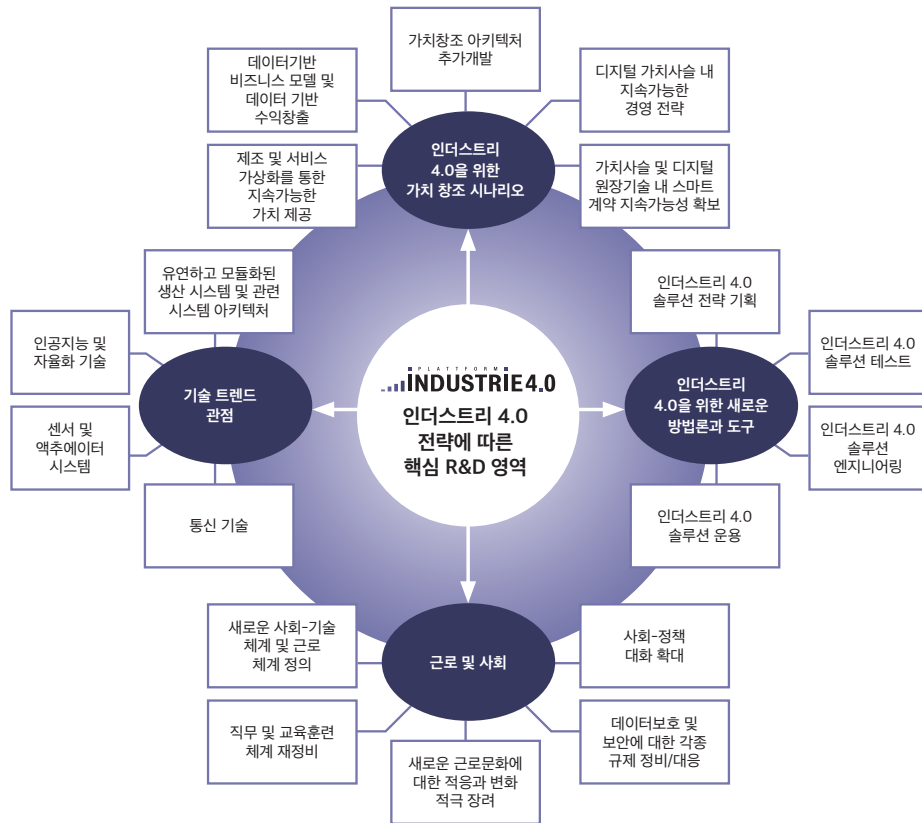 가치창조 아키텍처
추가개발
데이터기반
비즈니스 모델 및
데이터 기반
수익창출
디지털 가치사슬 내
지속가능한
경영 전략
인더스트리
4.0을 위한
가치 창조 시나리오
제조 및 서비스
가상화를 통한
지속가능한
가치 제공
가치사슬 및 디지털
원장기술 내 스마트
계약 지속가능성 확보
유연하고 모듈화된
생산 시스템 및 관련
시스템 아키텍처
인더스트리 4.0
솔루션 전략 기획
인공지능 및
자율화 기술
인더스트리 4.0
솔루션 테스트
기술 트렌드
관점
PLATTFORM
INDUSTRIE4.0
인더스트리 4.0
전략에 따른
핵심 R&D 영역
인더스트리
4.0을 위한 새로운
방법론과 도구
센서 및
액추에이터
시스템
인더스트리 4.0
솔루션
엔지니어링
통신 기술
인더스트리 4.0
솔루션 운용
새로운 사회-기술
체계 및 근로
체계 정의
근로 및 사회
사회-정책
대화 확대
직무 및 교육훈련
체계 재정비
새로운 근로문화에
대한 적응과 변화
적극 장려
데이터보호 및
보안에 대한 각종
규제 정비/대응